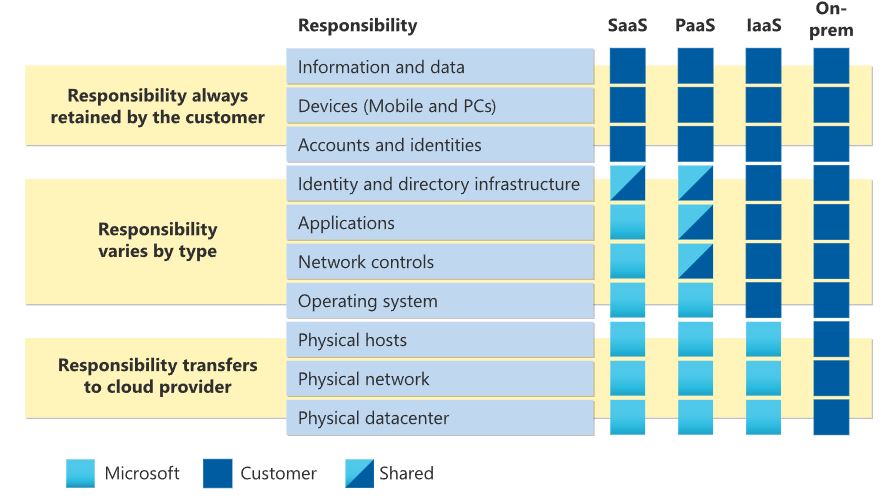 Responsibility
SaaS
PaaS
IaaS
On-
prem
Responsibility always
retained by the customer
Information and data
Devices (Mobile and PCs)
Accounts and identities
Responsibility
varies by type
Identity and directory infrastructure
Applications
Network controls
Operating system
Responsibility transfers
to cloud provider
Physical hosts
Physical network
Physical datacenter
Microsoft
Customer
Shared